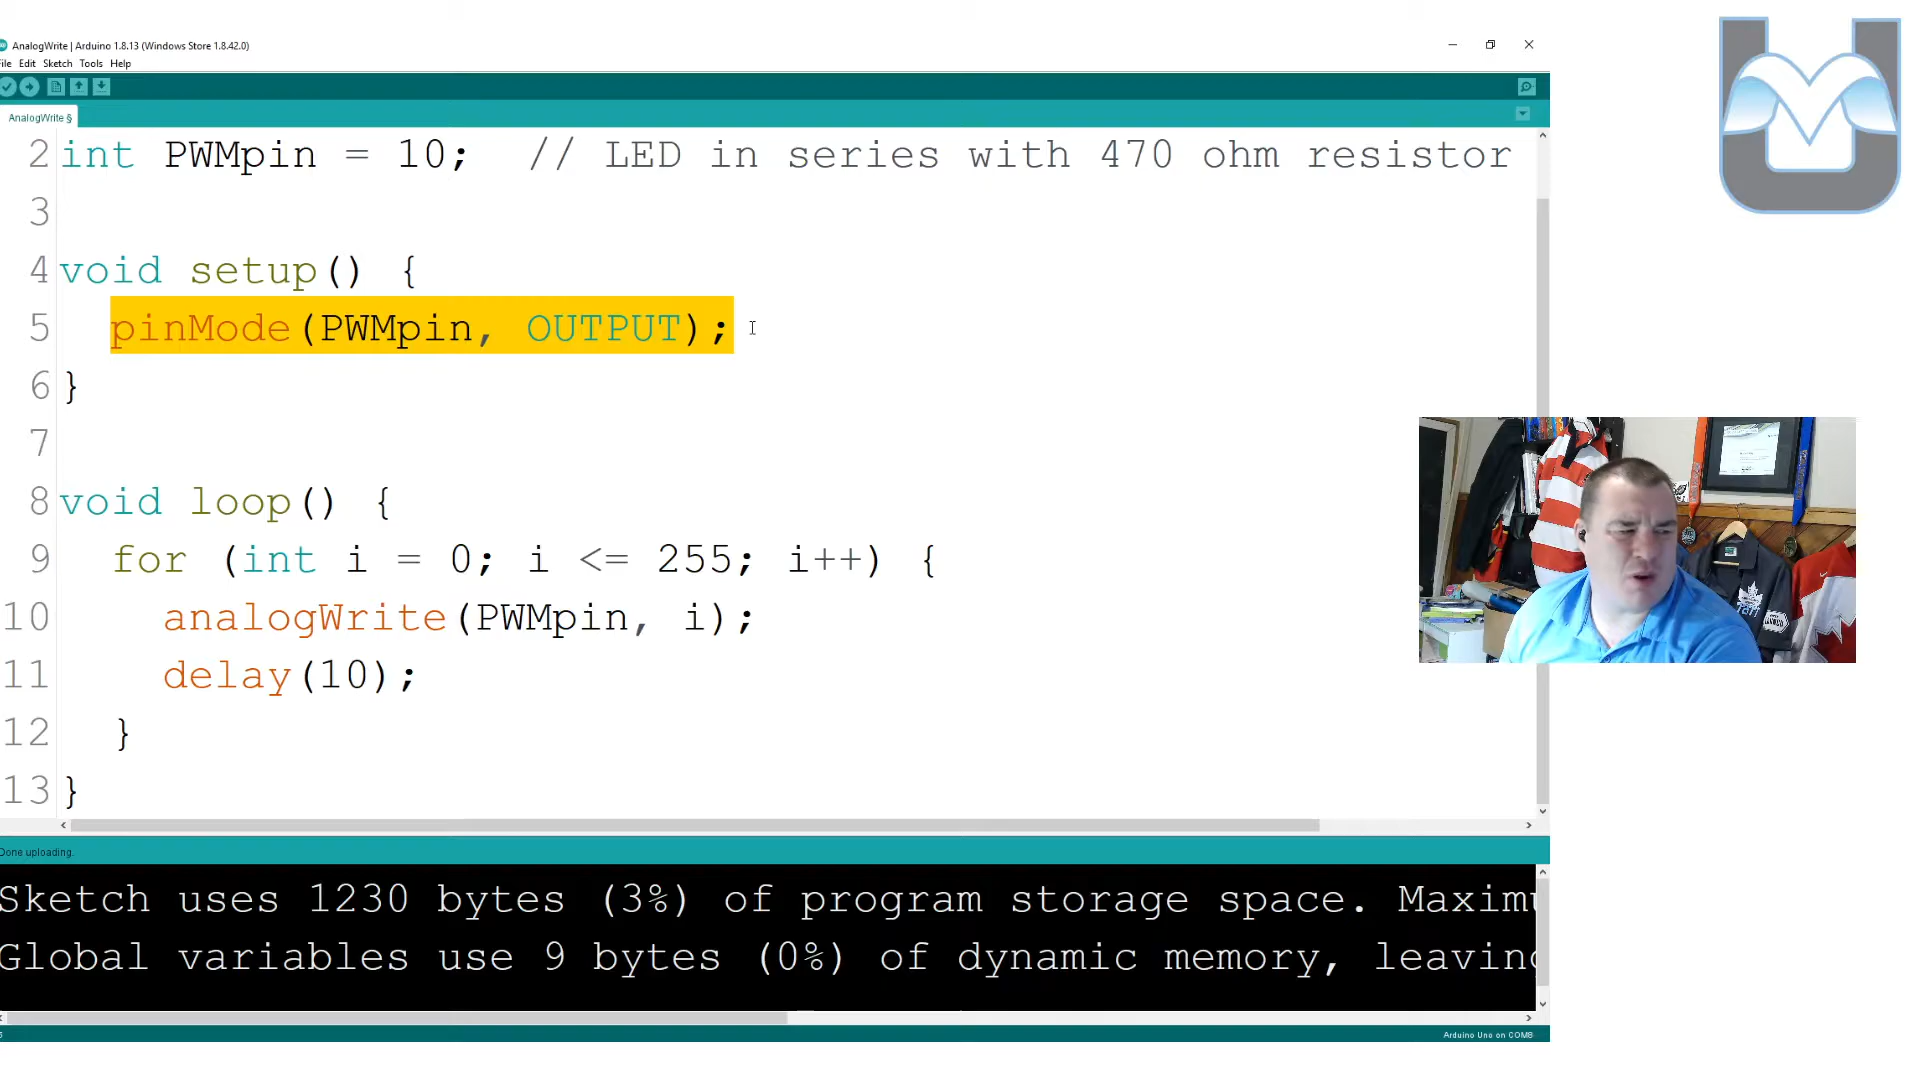 AnalogWrite | Arduino 1.8.13 (Windows Store 1.8.42.0)
File Edit Sketch Tools Help
AnalogWrite §
2 int PWMpin = 10; // LED in series with 470 ohm resistor
3
4 void setup() {
5 pinMode(PWMpin, OUTPUT);
6 }
7
8 void loop() {
9 for (int i = 0; i <= 255; i++) {
10 analogWrite(PWMpin, i);
11 delay(10);
12 }
13 }
Done uploading.
Sketch uses 1230 bytes (3%) of program storage space. Maximu
Global variables use 9 bytes (0%) of dynamic memory, leaving
Arduino Uno on COM8